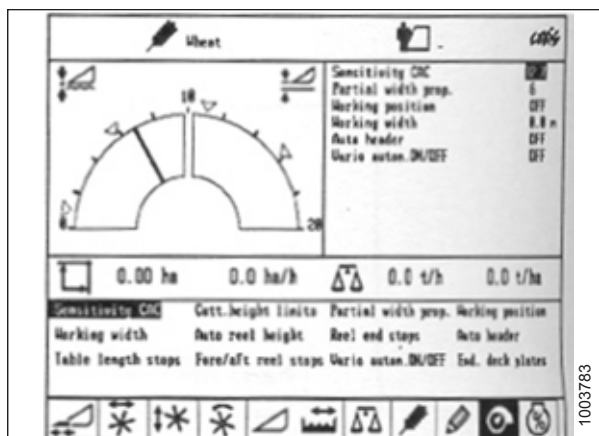 Wheat
Sensitivity CAC
Partial width prop. 6
Working position OFF
Working width 0.0 m
Auto header OFF
Vario autom.ON/OFF OFF
10
0
20
0.00 ha 0.0 ha/h 0.0 t/h 0.0 t/ha
Sensitivity CAC Cutt.height limits Partial width prop. Working position
Working width Auto reel height Reel end stops Auto header
Table length stops Fore/aft reel stops Vario autom.ON/OFF End. deck plates
1003783